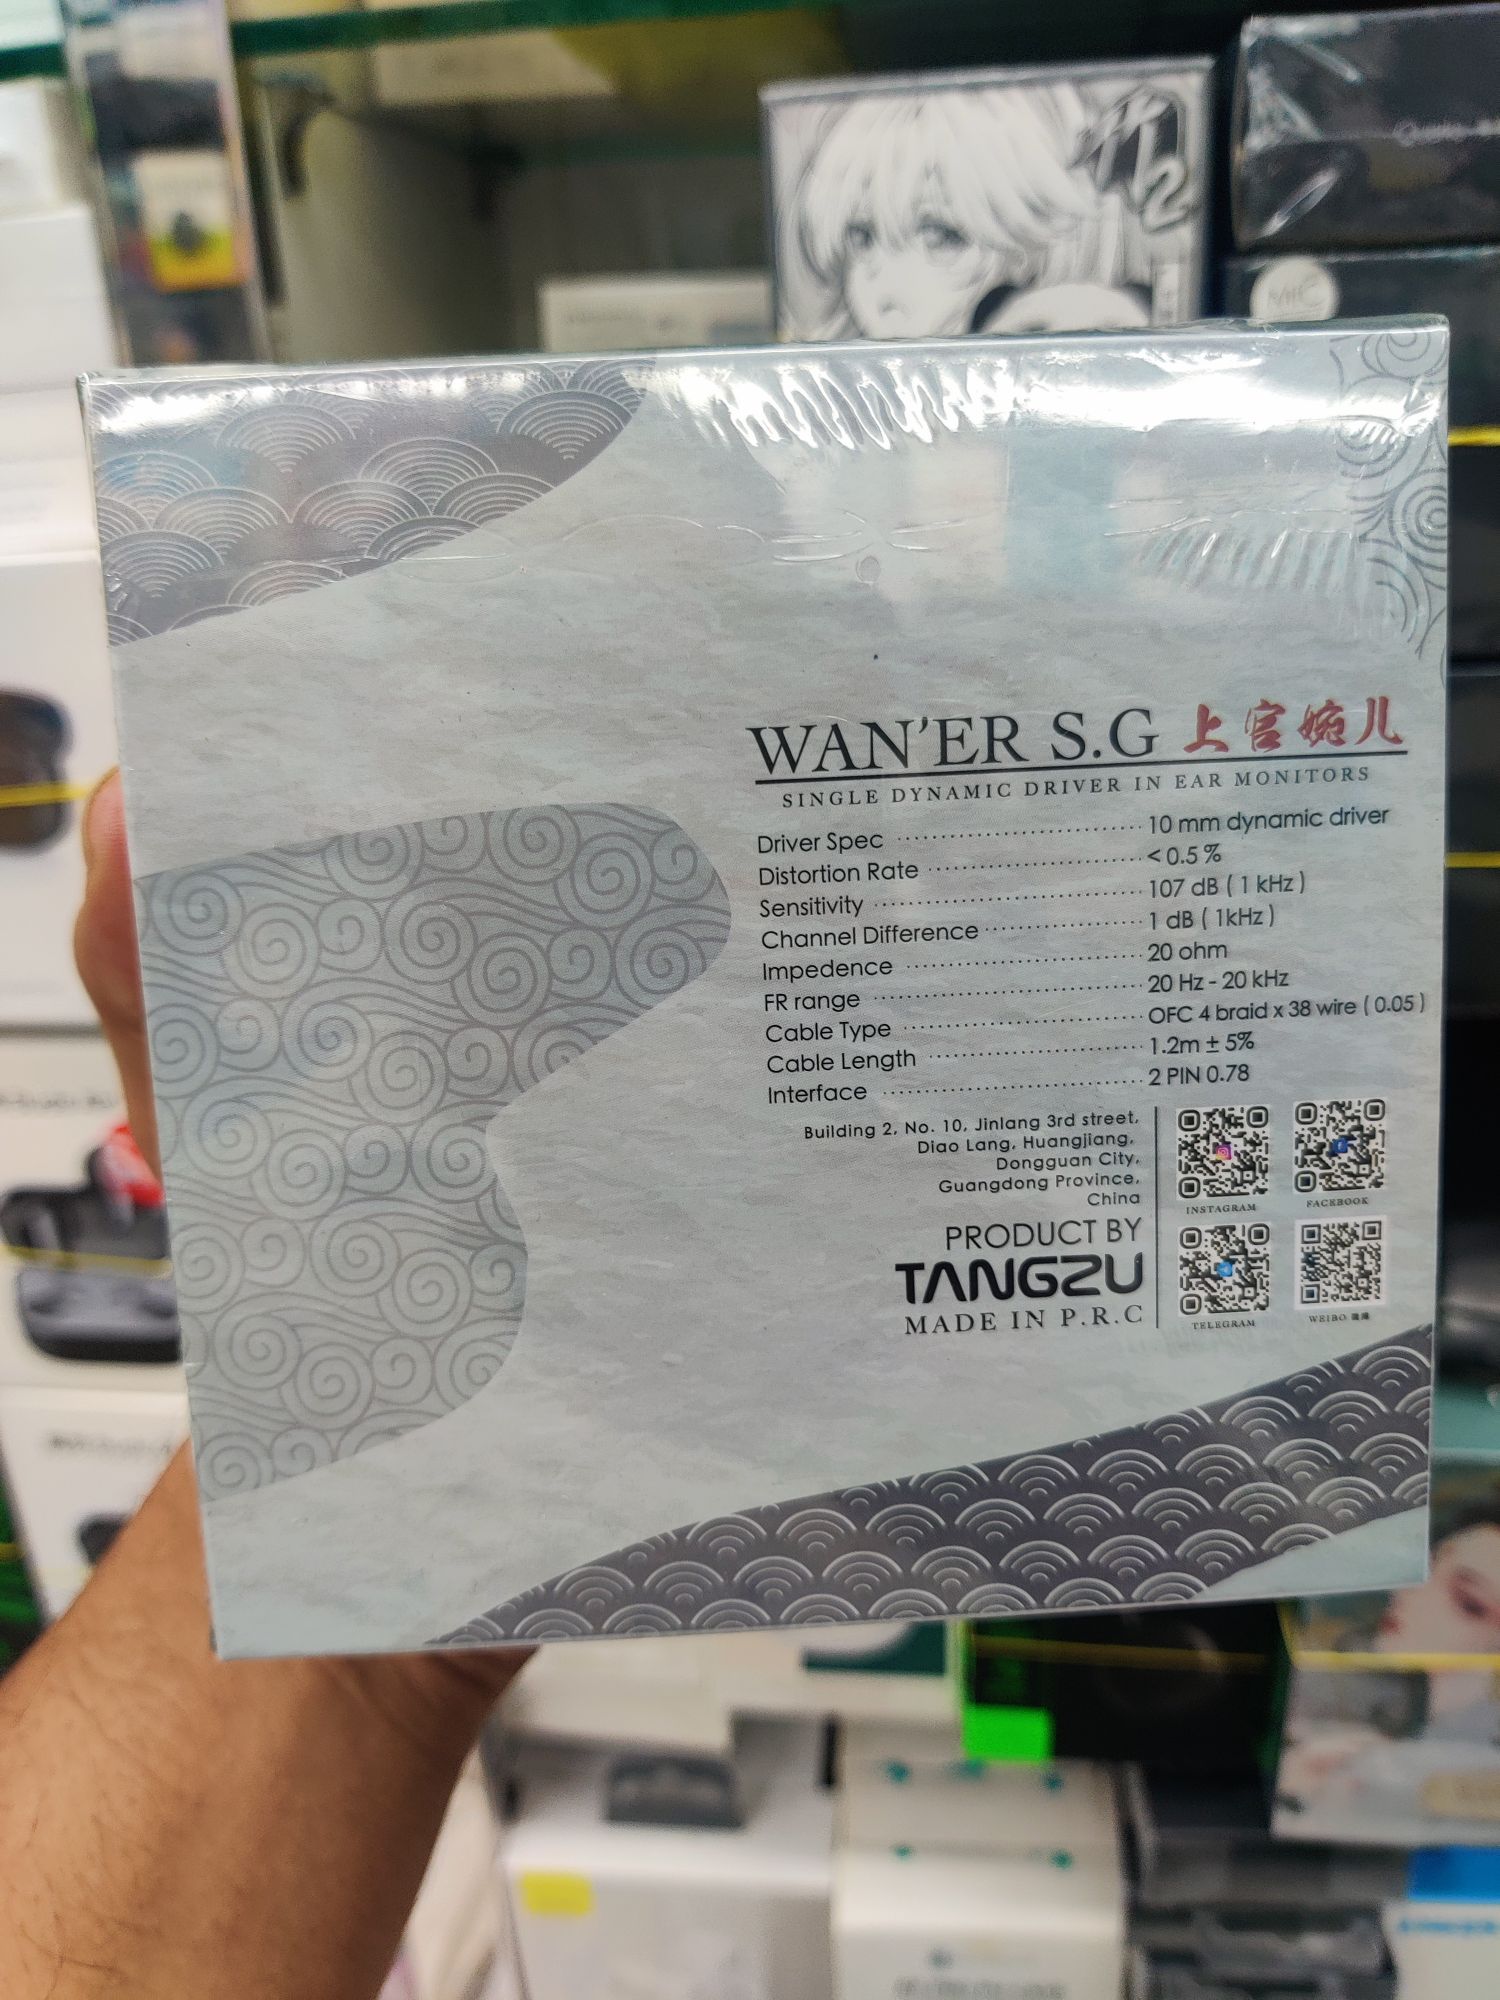 WAN'ER S.G 上官婉儿
SINGLE DYNAMIC DRIVER IN EAR MONITORS
Driver Spec ........ 10 mm dynamic driver
Distortion Rate ........ < 0.5 %
Sensitivity ........ 107 dB ( 1 kHz )
Channel Difference ........ 1 dB ( 1kHz )
Impedence ........ 20 ohm
FR range ........ 20 Hz - 20 kHz
Cable Type ........ OFC 4 braid x 38 wire ( 0.05 )
Cable Length ........ 1.2m ± 5%
Interface ........ 2 PIN 0.78
Building 2, No. 10, Jinlang 3rd street,
Diao Lang, Huangjiang,
Dongguan City,
Guangdong Province,
China
PRODUCT BY
TANGZU
MADE IN P.R.C
INSTAGRAM
FACEBOOK
TELEGRAM
WEIBO
MIC